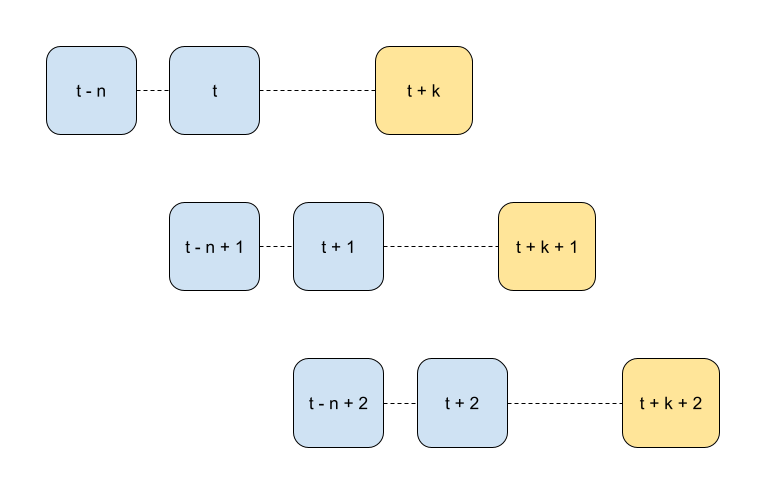 t - n
t
t + k
t - n + 1
t + 1
t + k + 1
t - n + 2
t + 2
t + k + 2